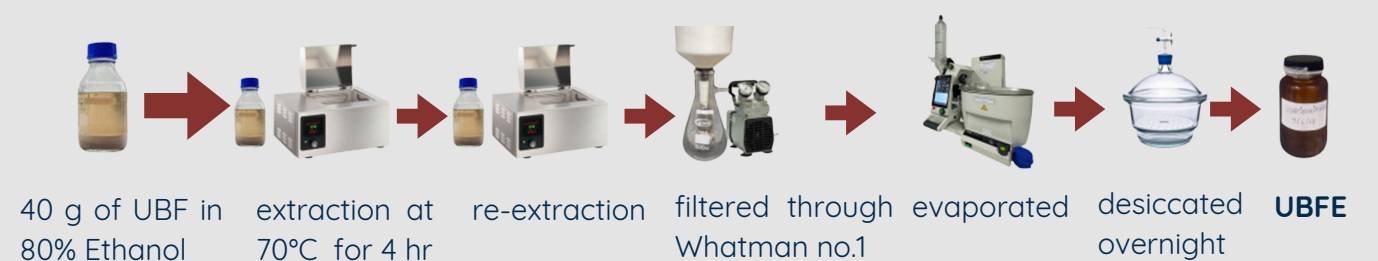 40 g of UBF in
80% Ethanol
extraction at
70°C for 4 hr
re-extraction
filtered through
Whatman no.1
evaporated
desiccated
overnight
UBFE